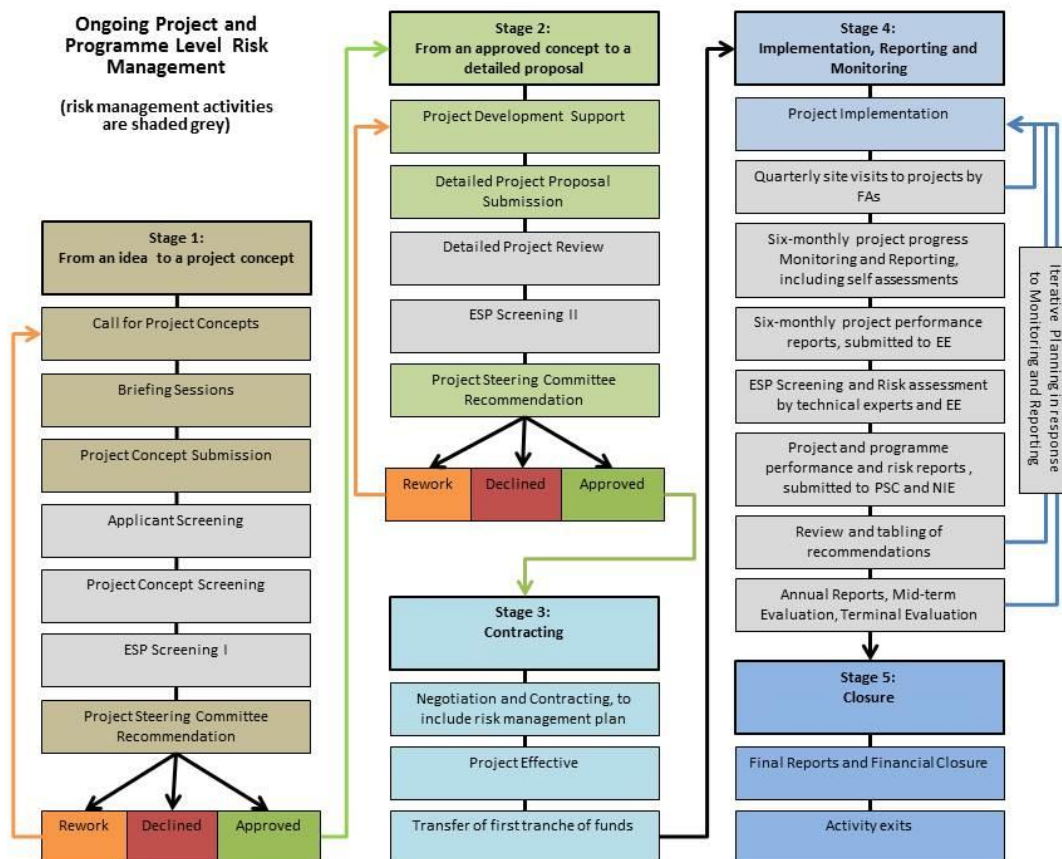 Ongoing Project and
Programme Level Risk
Management
(risk management activities
are shaded grey)
Stage 1:
From an idea to a project concept
Call for Project Concepts
Briefing Sessions
Project Concept Submission
Applicant Screening
Project Concept Screening
ESP Screening I
Project Steering Committee
Recommendation
Rework
Declined
Approved
Stage 2:
From an approved concept to a
detailed proposal
Project Development Support
Detailed Project Proposal
Submission
Detailed Project Review
ESP Screening II
Project Steering Committee
Recommendation
Rework
Declined
Approved
Stage 3:
Contracting
Negotiation and Contracting, to
include risk management plan
Project Effective
Transfer of first tranche of funds
Stage 4:
Implementation, Reporting and
Monitoring
Project Implementation
Quarterly site visits to projects by
FAs
Six-monthly project progress
Monitoring and Reporting,
including self assessments
Six-monthly project performance
reports, submitted to EE
ESP Screening and Risk assessment
by technical experts and EE
Project and programme
performance and risk reports ,
submitted to PSC and NIE
Review and tabling of
recommendations
Annual Reports, Mid-term
Evaluation, Terminal Evaluation
Iterative Planning in response
to Monitoring and Reporting
Stage 5:
Closure
Final Reports and Financial Closure
Activity exits